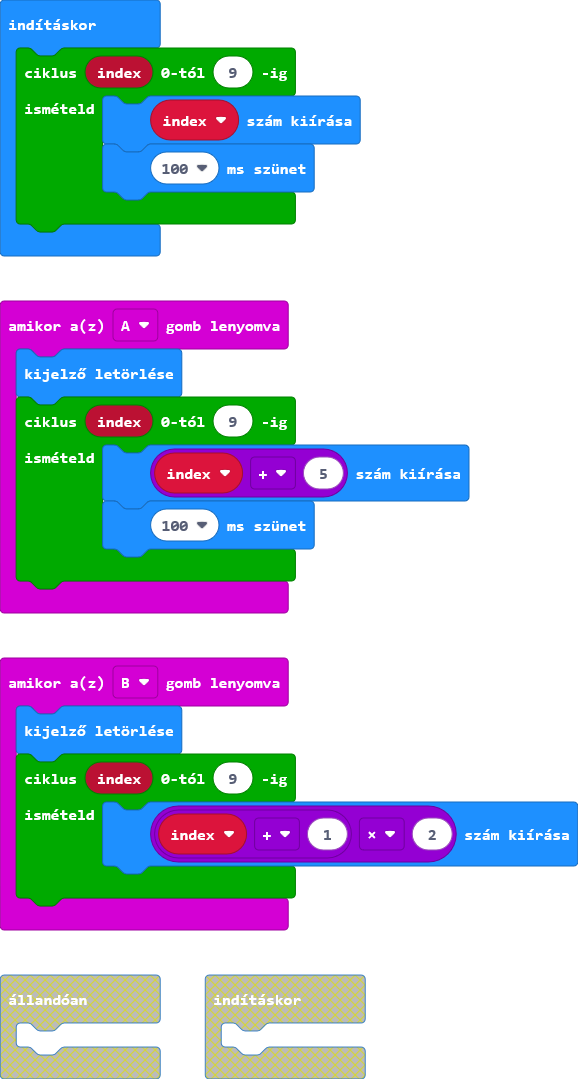 indításkor
ciklus index 0-tól 9 -ig
ismételd
index szám kiírása
100 ms szünet
amikor a(z) A gomb lenyomva
kijelző letörlése
ciklus index 0-tól 9 -ig
ismételd
index + 5 szám kiírása
100 ms szünet
amikor a(z) B gomb lenyomva
kijelző letörlése
ciklus index 0-tól 9 -ig
ismételd
index + 1 × 2 szám kiírása
állandóan indításkor